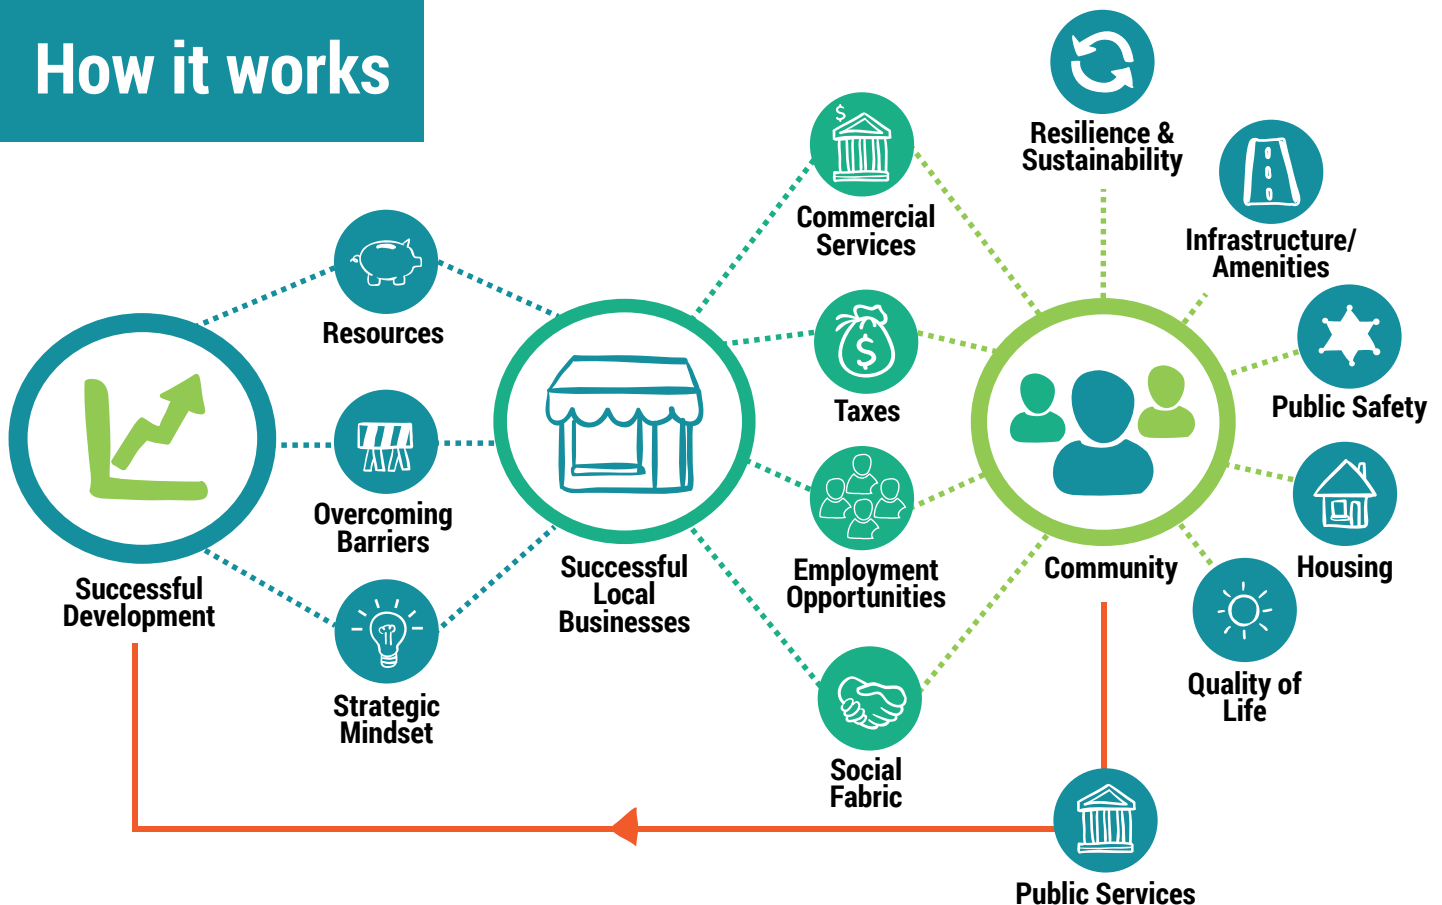 How it works
Resilience &
Sustainability
Infrastructure/
Amenities
Commercial
Services
Resources
Taxes
Public Safety
Overcoming
Barriers
Successful
Development
Successful
Local
Businesses
Employment
Opportunities
Community
Housing
Strategic
Mindset
Quality of
Life
Social
Fabric
Public Services
$
$